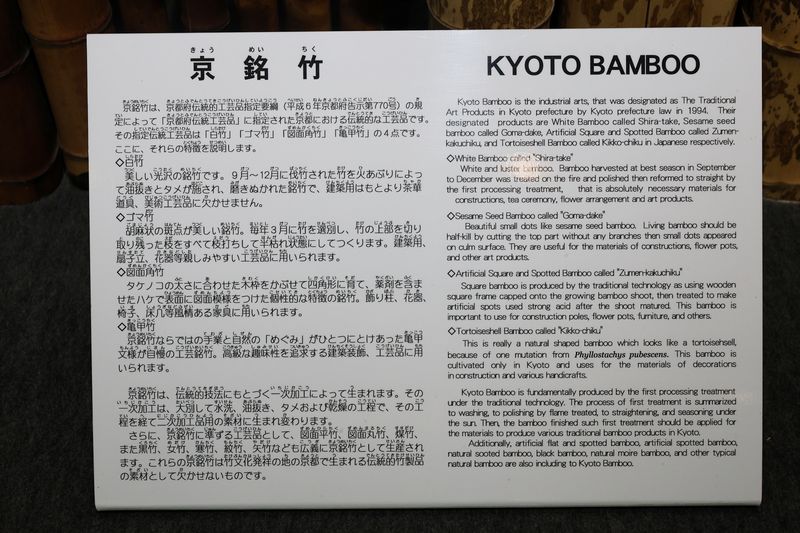 京銘竹
京銘竹は、京都府伝統的工芸品指定要綱（平成６年京都府告示第770号）の規
定によって「京都府伝統工芸品」に指定された京都における伝統的な工芸品です。
その指定伝統工芸品は「白竹」「ゴマ竹」「図面角竹」「亀甲竹」の４点です。
ここに、それらの特徴を説明します。
◇白竹
美しい光沢の銘竹です。９月～12月に伐竹された竹を火あぶりによっ
て油抜きとタメが施され、磨きぬかれた銘竹で、建築用はもとより茶華
道具、美術工芸品に欠かせません。
◇ゴマ竹
胡麻状の斑点が美しい銘竹。毎年３月に竹を選別し、竹の上部を切り
取り残った枝をすべて枝打ちして半枯れ状態にしてつくります。建築用、
扇子立、花器等親しみやすい工芸品に用いられます。
◇図面角竹
タケノコの太さに合わせた木枠をかぶせて四角形に育て、薬剤を含ま
せたハケで表面に図面模様をつけた個性的な特徴の銘竹。飾り柱、花器、
椅子、床几等風情ある家具に用いられます。
◇亀甲竹
京銘竹ならではの手業と自然の「めぐみ」がひとつにとけあった亀甲
文様が自慢の工芸銘竹。高級な趣味性を追求する建築装飾、工芸品に用
いられます。
京銘竹は、伝統的技法にもとづく一次加工によって生まれます。その
一次加工は、大別して水洗、油抜き、タメおよび乾燥の工程で、その工
程を経て二次加工品用の素材に生まれ変わります。
さらに、京銘竹に準ずる工芸品として、図面平竹、図面丸竹、煤竹、
また黒竹、女竹、寒竹、紋竹、矢竹なども広義に京銘竹として生産され
ます。これらの京銘竹は竹文化発祥の地の京都で生まれる伝統的竹製品
の素材として欠かせないものです。
KYOTO BAMBOO
Kyoto Bamboo is the industrial arts, that was designated as The Traditional
Art Products in Kyoto prefecture by Kyoto prefecture law in 1994. Their
designated products are White Bamboo called Shira-take, Sesame seed
bamboo called Goma-dake, Artificial Square and Spotted Bamboo called Zumen-
kakuchiku, and Tortoiseshell Bamboo called Kikko-chiku in Japanese respectively.
◇White Bamboo called "Shira-take"
White and luster bamboo. Bamboo harvested at best season in September
to December was treated on the fire and polished then reformed to straight by
the first processing treatment, that is absolutely necessary materials for
constructions, tea ceremony, flower arrangement and art products.
◇Sesame Seed Bamboo called "Goma-dake"
Beautiful small dots like sesame seed bamboo. Living bamboo should be
half-kill by cutting the top part without any branches then small dots appeared
on culm surface. They are useful for the materials of constructions, flower pots,
and other art products.
◇Artificial Square and Spotted Bamboo called "Zumen-kakuchiku"
Square bamboo is produced by the traditional technology as using wooden
square frame capped onto the growing bamboo shoot, then treated to make
artificial spots used strong acid after the shoot matured. This bamboo is
important to use for construction poles, flower pots, furniture, and others.
◇Tortoiseshell Bamboo called "Kikko-chiku"
This is really a natural shaped bamboo which looks like a tortoisehsell,
because of one mutation from Phyllostachys pubescens. This bamboo is
cultivated only in Kyoto and uses for the materials of decorations
in construction and various handicrafts.
Kyoto Bamboo is fundamentally produced by the first processing treatment
under the traditional technology. The process of first treatment is summarized
to washing, to polishing by flame treated, to straightening, and seasoning under
the sun. Then, the bamboo finished such first treatment should be applied for
the materials to produce various traditional bamboo products in Kyoto.
Additionally, artificial flat and spotted bamboo, artificial spotted bamboo,
natural sooted bamboo, black bamboo, natural moire bamboo, and other typical
natural bamboo are also including to Kyoto Bamboo.